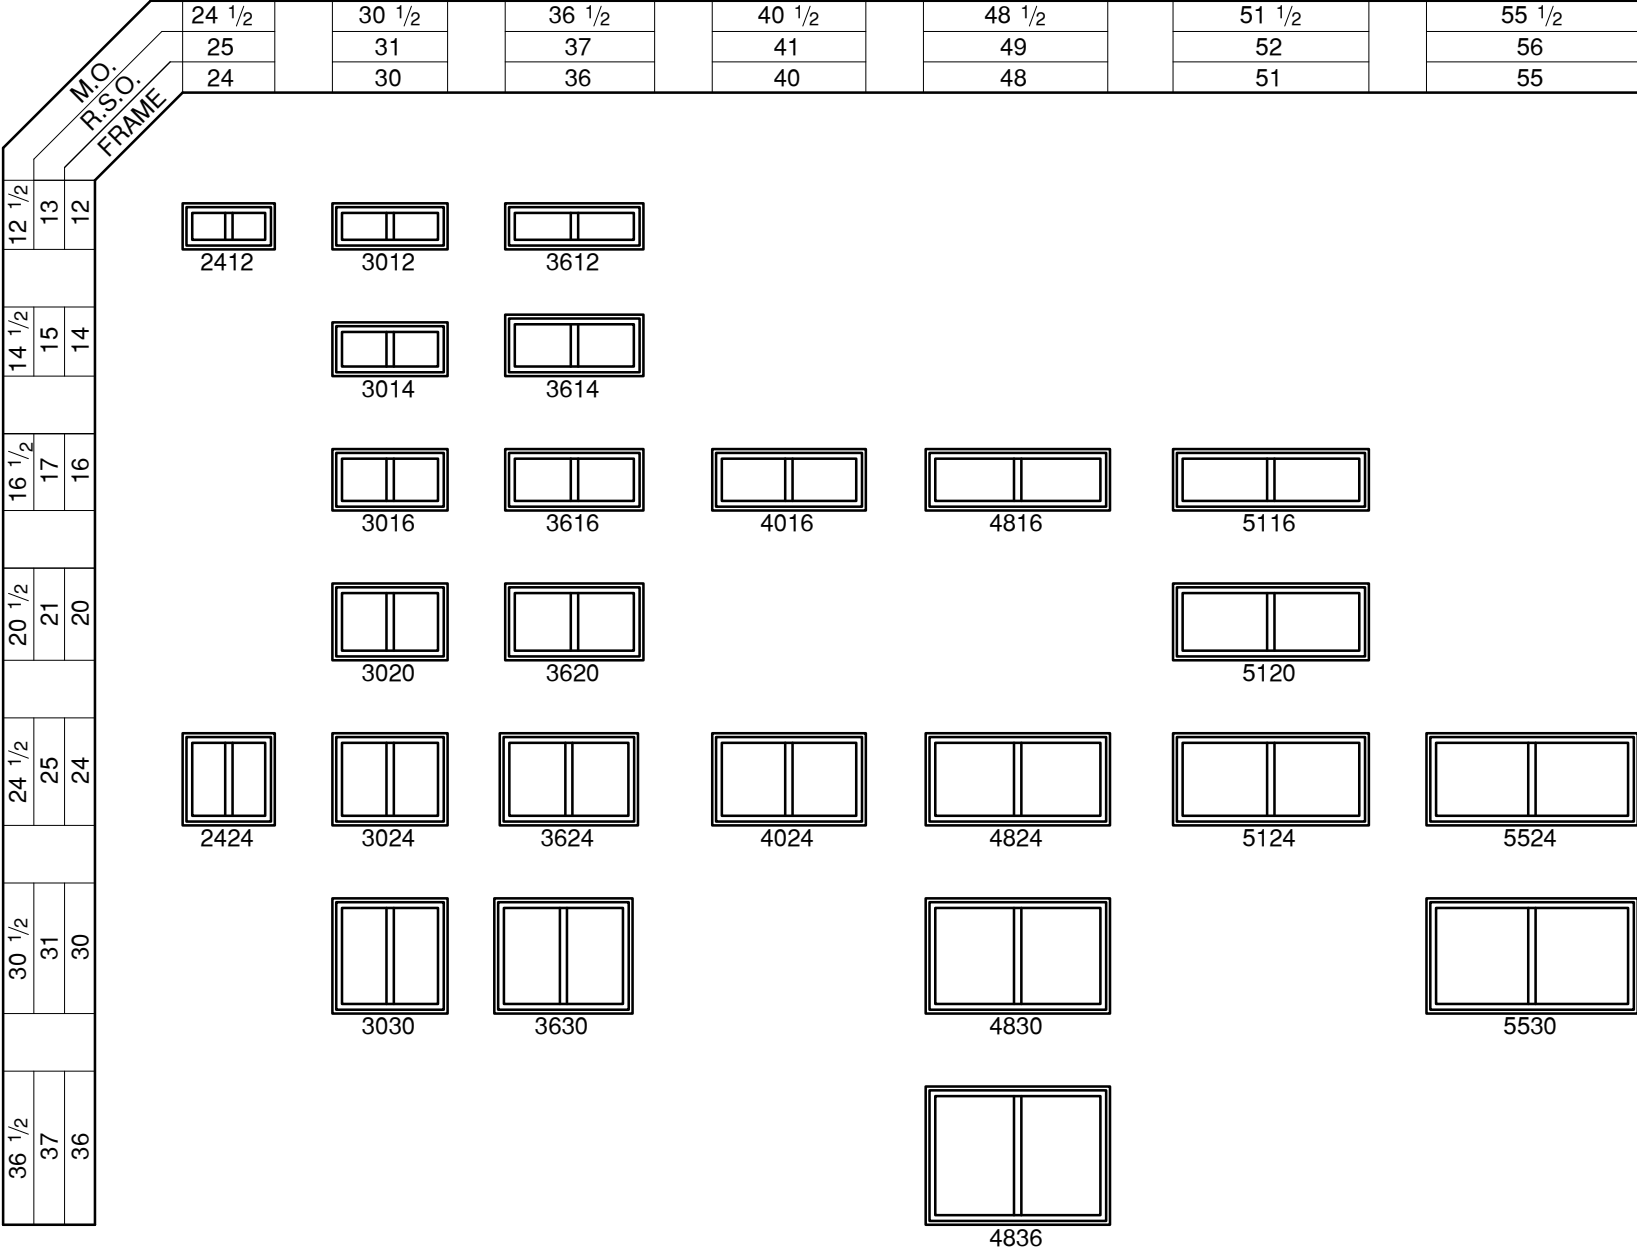 24 1/2 30 1/2 36 1/2 40 1/2 48 1/2 51 1/2 55 1/2
25 31 37 41 49 52 56
24 30 36 40 48 51 55
M.O.
R.S.O.
FRAME
12 1/2 13 12
2412 3012 3612
14 1/2 15 14
3014 3614
16 1/2 17 16
3016 3616 4016 4816 5116
20 1/2 21 20
3020 3620 5120
24 1/2 25 24
2424 3024 3624 4024 4824 5124 5524
30 1/2 31 30
3030 3630 4830 5530
36 1/2 37 36
4836